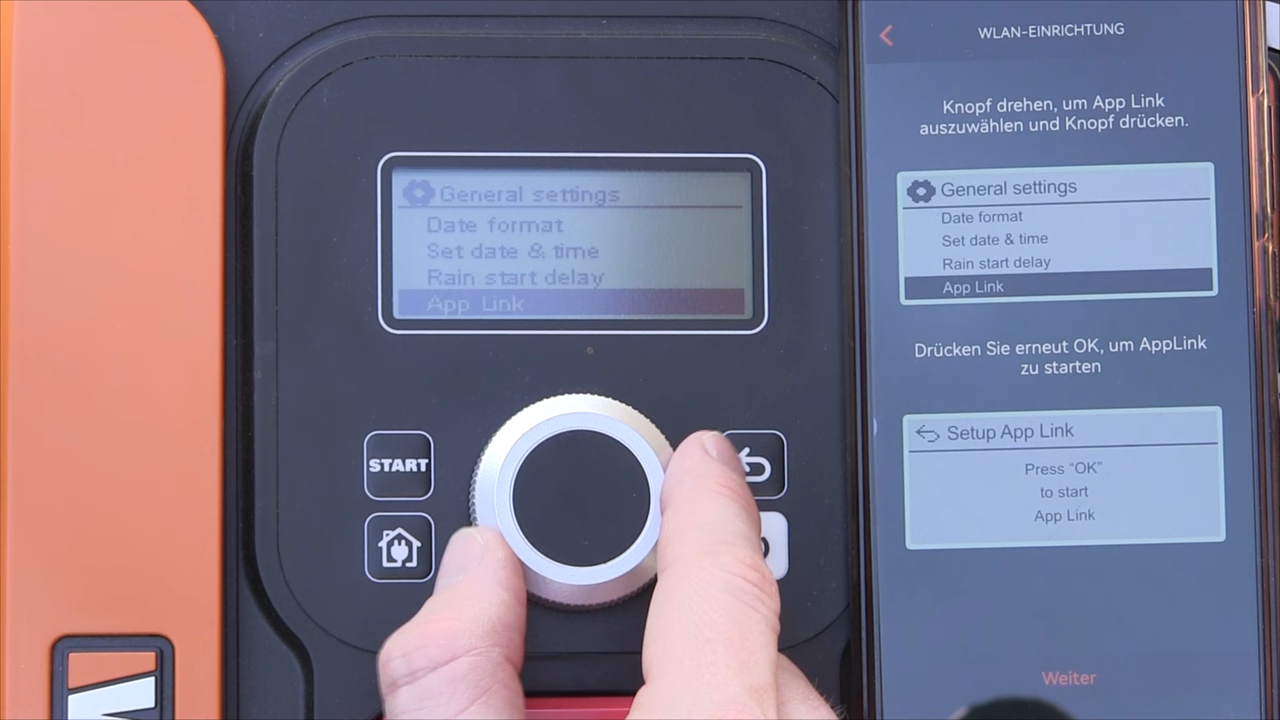 General settings
Date format
Set date & time
Rain start delay
App Link
START
WLAN-EINRICHTUNG
Knopf drehen, um App Link
auszuwählen und Knopf drücken.
General settings
Date format
Set date & time
Rain start delay
App Link
Drücken Sie erneut OK, um AppLink
zu starten
Setup App Link
Press “OK”
to start
App Link
Weiter